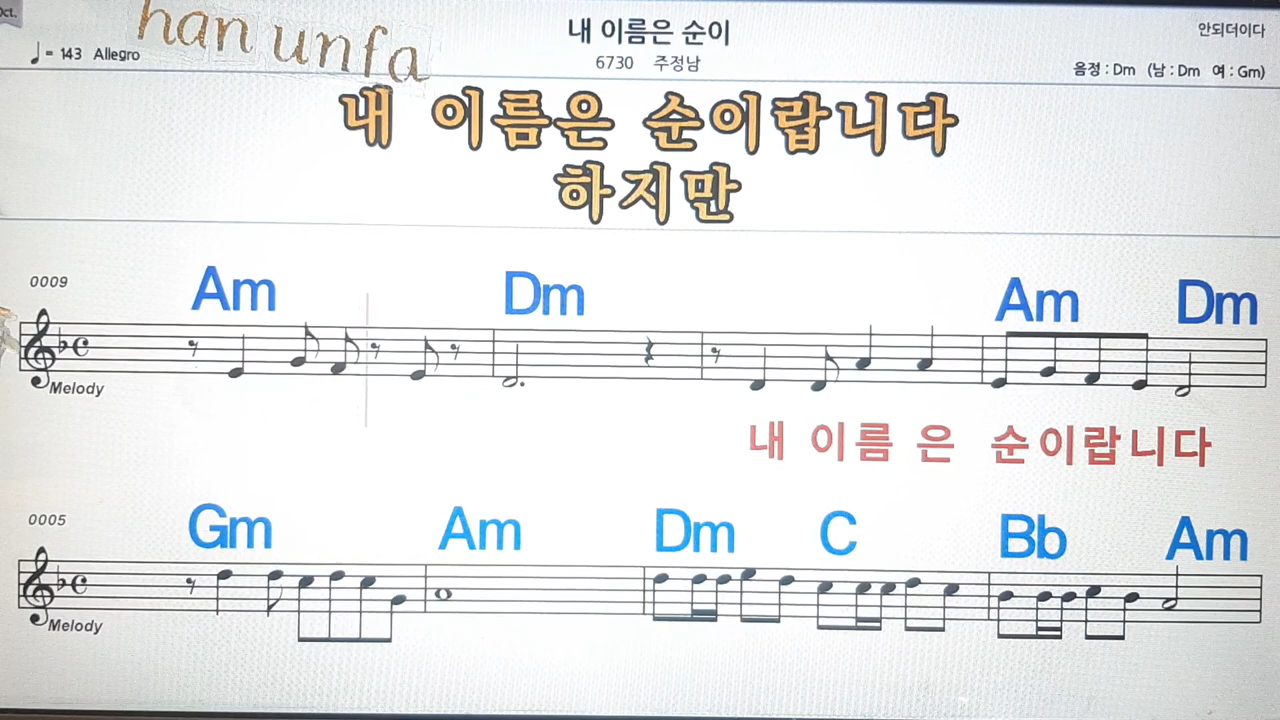 Oct.
han unfa
내 이름은 순이
안되더이다
♩= 143 Allegro
6730 주정남
음정 : Dm (남 : Dm 여 : Gm)
내 이름은 순이랍니다
하지만
0009
Am Dm Am Dm
Melody
내 이름 은 순이랍니다
0005
Gm Am Dm C Bb Am
Melody